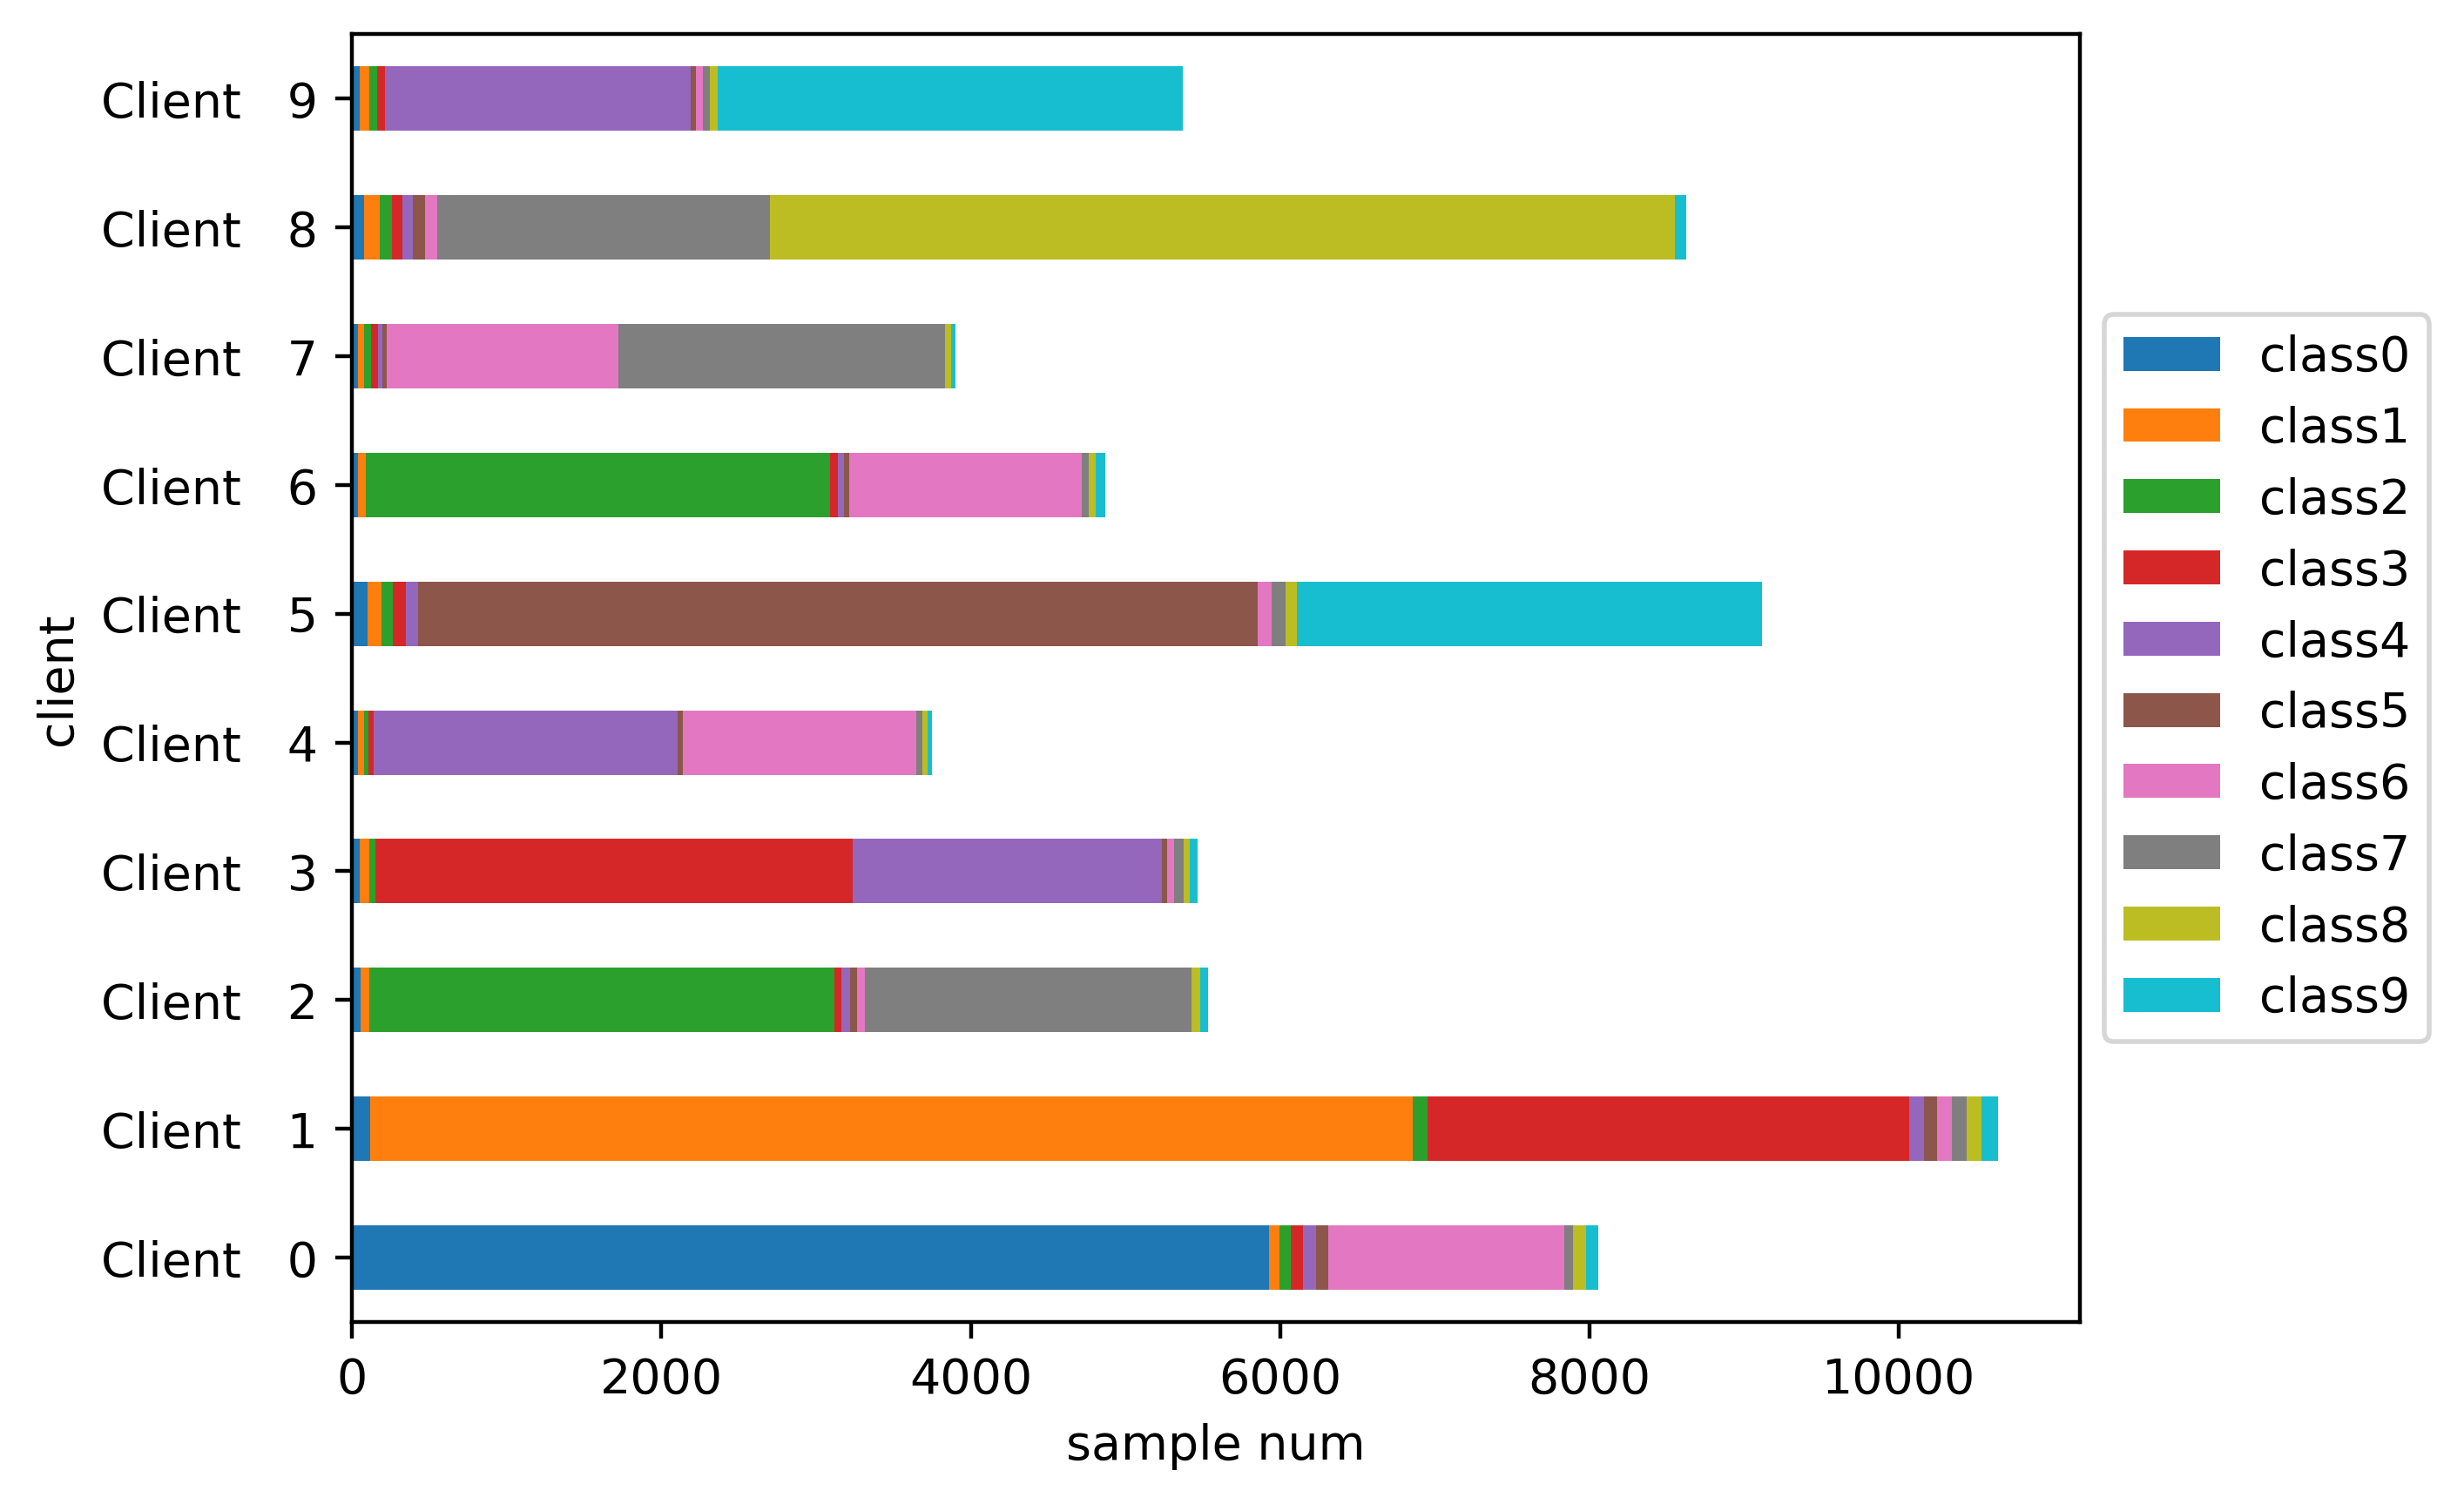 Client 9
Client 8
Client 7
Client 6
Client 5
Client 4
Client 3
Client 2
Client 1
Client 0
client
0 2000 4000 6000 8000 10000
sample num
class0
class1
class2
class3
class4
class5
class6
class7
class8
class9